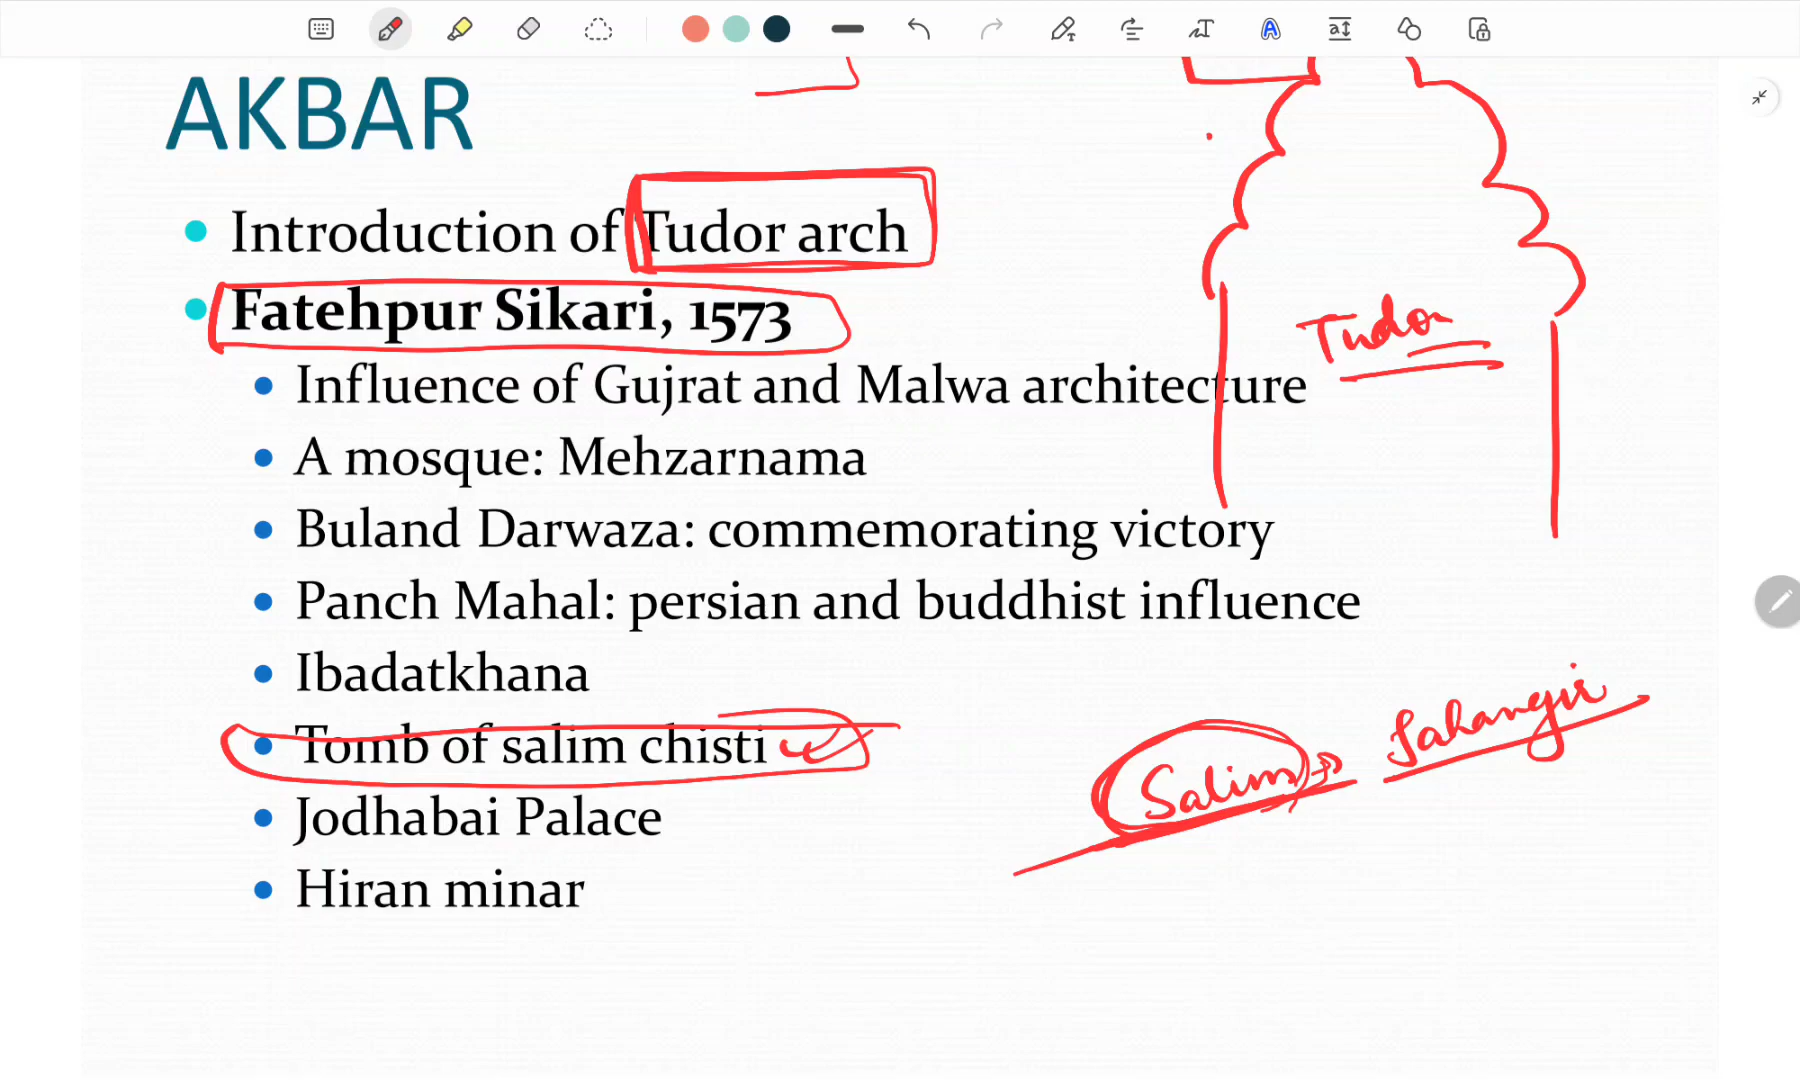 AKBAR
Introduction of Tudor arch
Fatehpur Sikari, 1573
Tudor
Influence of Gujrat and Malwa architecture
A mosque: Mehzarnama
Buland Darwaza: commemorating victory
Panch Mahal: persian and buddhist influence
Ibadatkhana
Tomb of salim chisti
Salim → Jahangir
Jodhabai Palace
Hiran minar